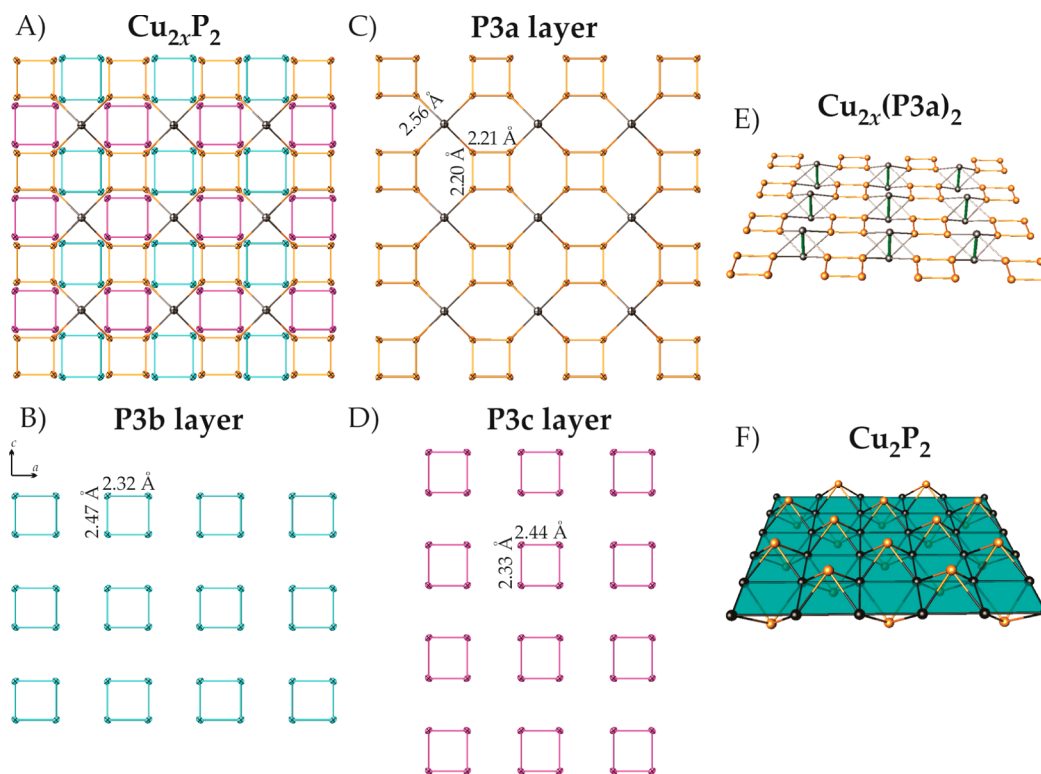 A)
Cu₂ₓP₂
C)
P3a layer
2.56 Å
2.21 Å
2.20 Å
E)
Cu₂ₓ(P3a)₂
B)
P3b layer
c
a
2.32 Å
2.47 Å
D)
P3c layer
2.44 Å
2.33 Å
F)
Cu₂P₂